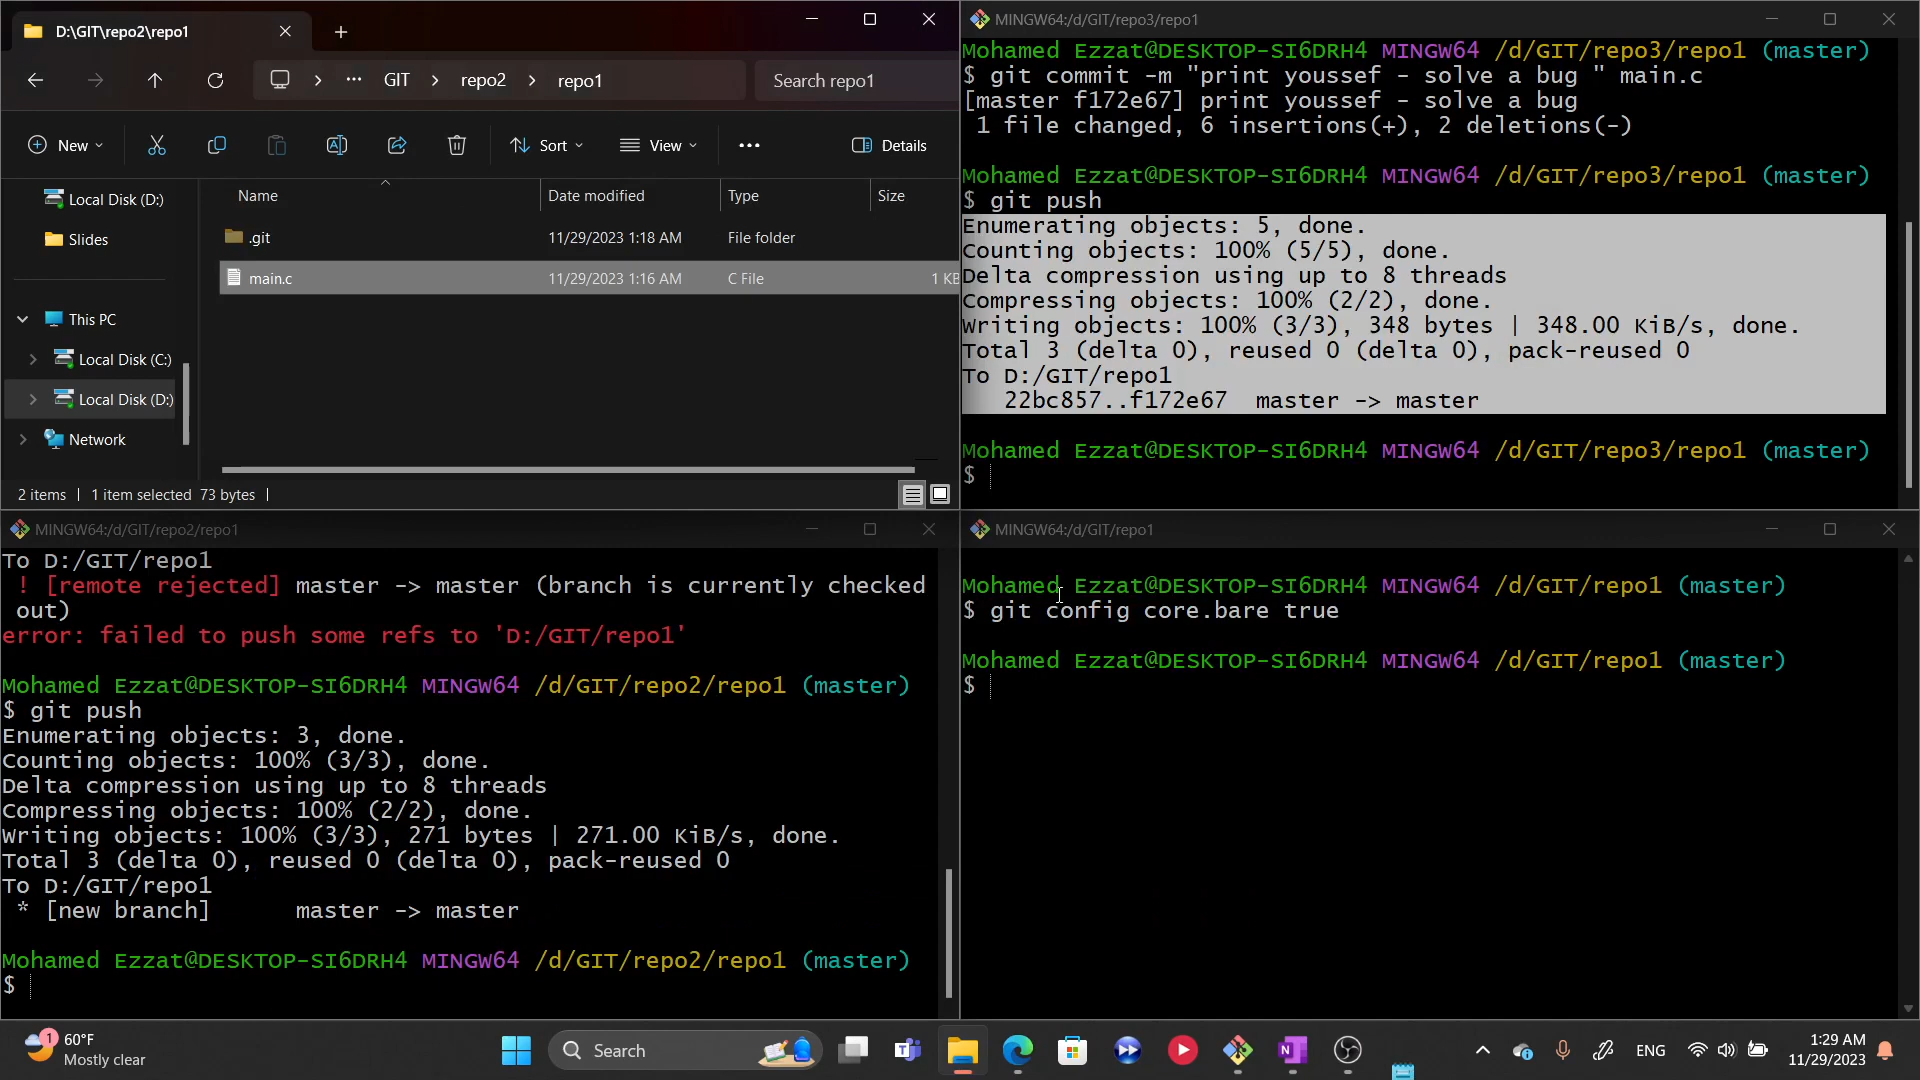 D:\GIT\repo2\repo1
GIT
repo2
repo1
Search repo1
New
Sort
View
Details
Local Disk (D:)
Slides
This PC
Local Disk (C:)
Local Disk (D:)
Network
Name
Date modified
Type
Size
.git
11/29/2023 1:18 AM
File folder
main.c
11/29/2023 1:16 AM
C File
1 KB
2 items
1 item selected 73 bytes
MINGW64:/d/GIT/repo3/repo1
Mohamed Ezzat@DESKTOP-SI6DRH4 MINGW64 /d/GIT/repo3/repo1 (master)
$ git commit -m "print youssef - solve a bug " main.c
[master f172e67] print youssef - solve a bug
1 file changed, 6 insertions(+), 2 deletions(-)
Mohamed Ezzat@DESKTOP-SI6DRH4 MINGW64 /d/GIT/repo3/repo1 (master)
$ git push
Enumerating objects: 5, done.
Counting objects: 100% (5/5), done.
Delta compression using up to 8 threads
Compressing objects: 100% (2/2), done.
Writing objects: 100% (3/3), 348 bytes | 348.00 KiB/s, done.
Total 3 (delta 0), reused 0 (delta 0), pack-reused 0
To D:/GIT/repo1
22bc857..f172e67 master -> master
Mohamed Ezzat@DESKTOP-SI6DRH4 MINGW64 /d/GIT/repo3/repo1 (master)
$
MINGW64:/d/GIT/repo2/repo1
To D:/GIT/repo1
! [remote rejected] master -> master (branch is currently checked
out)
error: failed to push some refs to 'D:/GIT/repo1'
Mohamed Ezzat@DESKTOP-SI6DRH4 MINGW64 /d/GIT/repo2/repo1 (master)
$ git push
Enumerating objects: 3, done.
Counting objects: 100% (3/3), done.
Delta compression using up to 8 threads
Compressing objects: 100% (2/2), done.
Writing objects: 100% (3/3), 271 bytes | 271.00 KiB/s, done.
Total 3 (delta 0), reused 0 (delta 0), pack-reused 0
To D:/GIT/repo1
* [new branch] master -> master
Mohamed Ezzat@DESKTOP-SI6DRH4 MINGW64 /d/GIT/repo2/repo1 (master)
$
MINGW64:/d/GIT/repo1
Mohamed Ezzat@DESKTOP-SI6DRH4 MINGW64 /d/GIT/repo1 (master)
$ git config core.bare true
Mohamed Ezzat@DESKTOP-SI6DRH4 MINGW64 /d/GIT/repo1 (master)
$
1
60°F
Mostly clear
Search
ENG
1:29 AM
11/29/2023